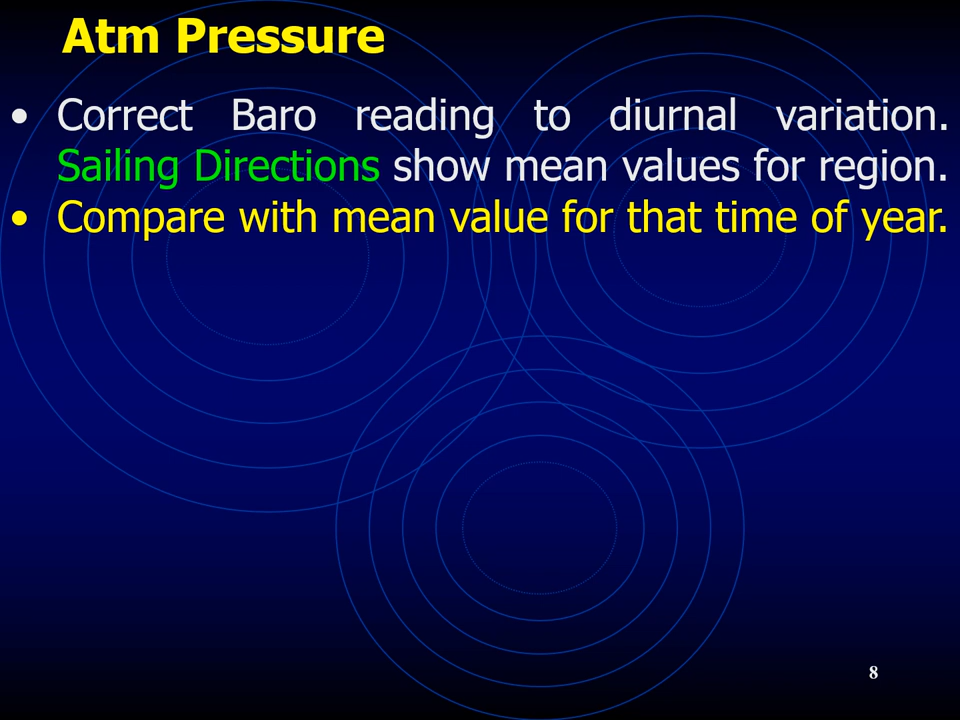 Atm Pressure
• Correct Baro reading to diurnal variation.
Sailing Directions show mean values for region.
• Compare with mean value for that time of year.
8